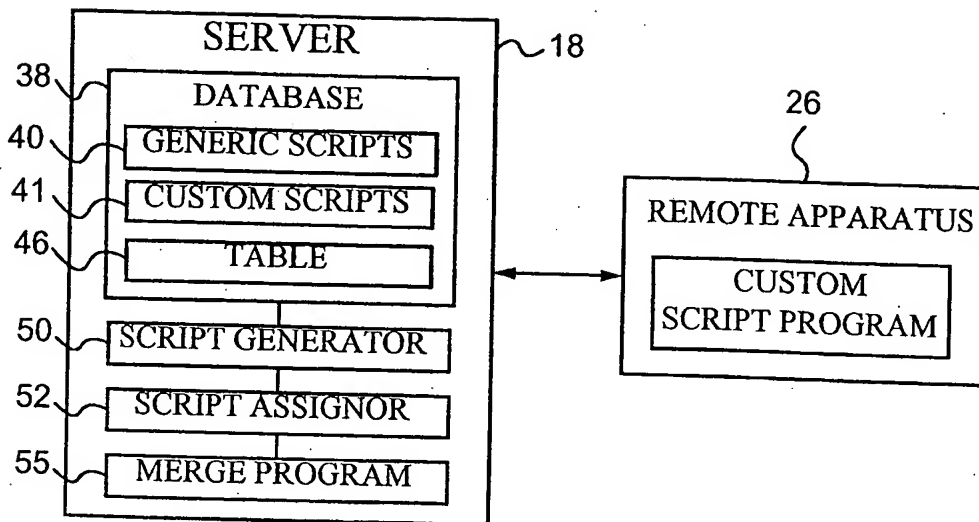 SERVER
18
38
DATABASE
40
GENERIC SCRIPTS
41
CUSTOM SCRIPTS
46
TABLE
50
SCRIPT GENERATOR
52
SCRIPT ASSIGNOR
55
MERGE PROGRAM
26
REMOTE APPARATUS
CUSTOM
SCRIPT PROGRAM